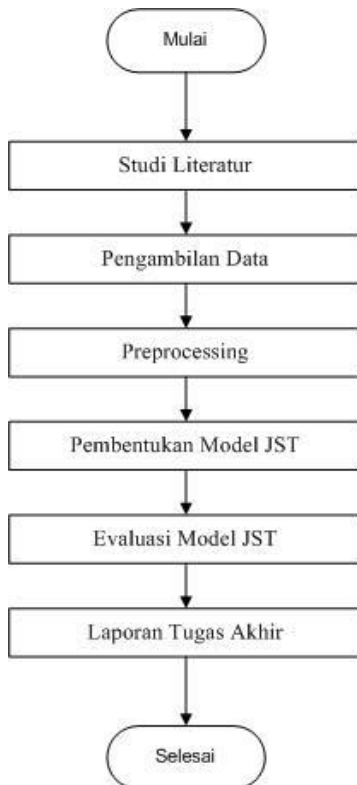 Mulai
Studi Literatur
Pengambilan Data
Preprocessing
Pembentukan Model JST
Evaluasi Model JST
Laporan Tugas Akhir
Selesai